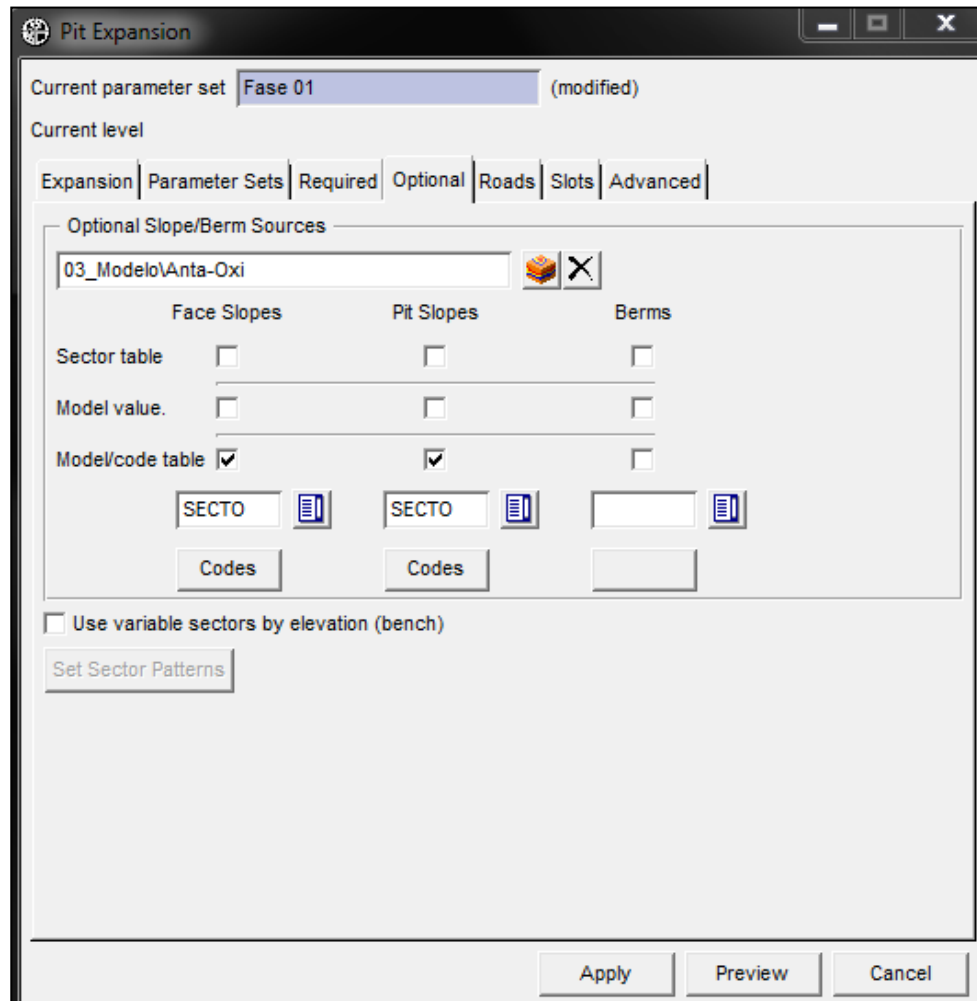 Pit Expansion
Current parameter set Fase 01 (modified)
Current level
Expansion Parameter Sets Required Optional Roads Slots Advanced
Optional Slope/Berm Sources
03_Modelo\Anta-Oxi
Face Slopes Pit Slopes Berms
Sector table
Model value.
Model/code table
SECTO SECTO
Codes Codes
Use variable sectors by elevation (bench)
Set Sector Patterns
Apply Preview Cancel